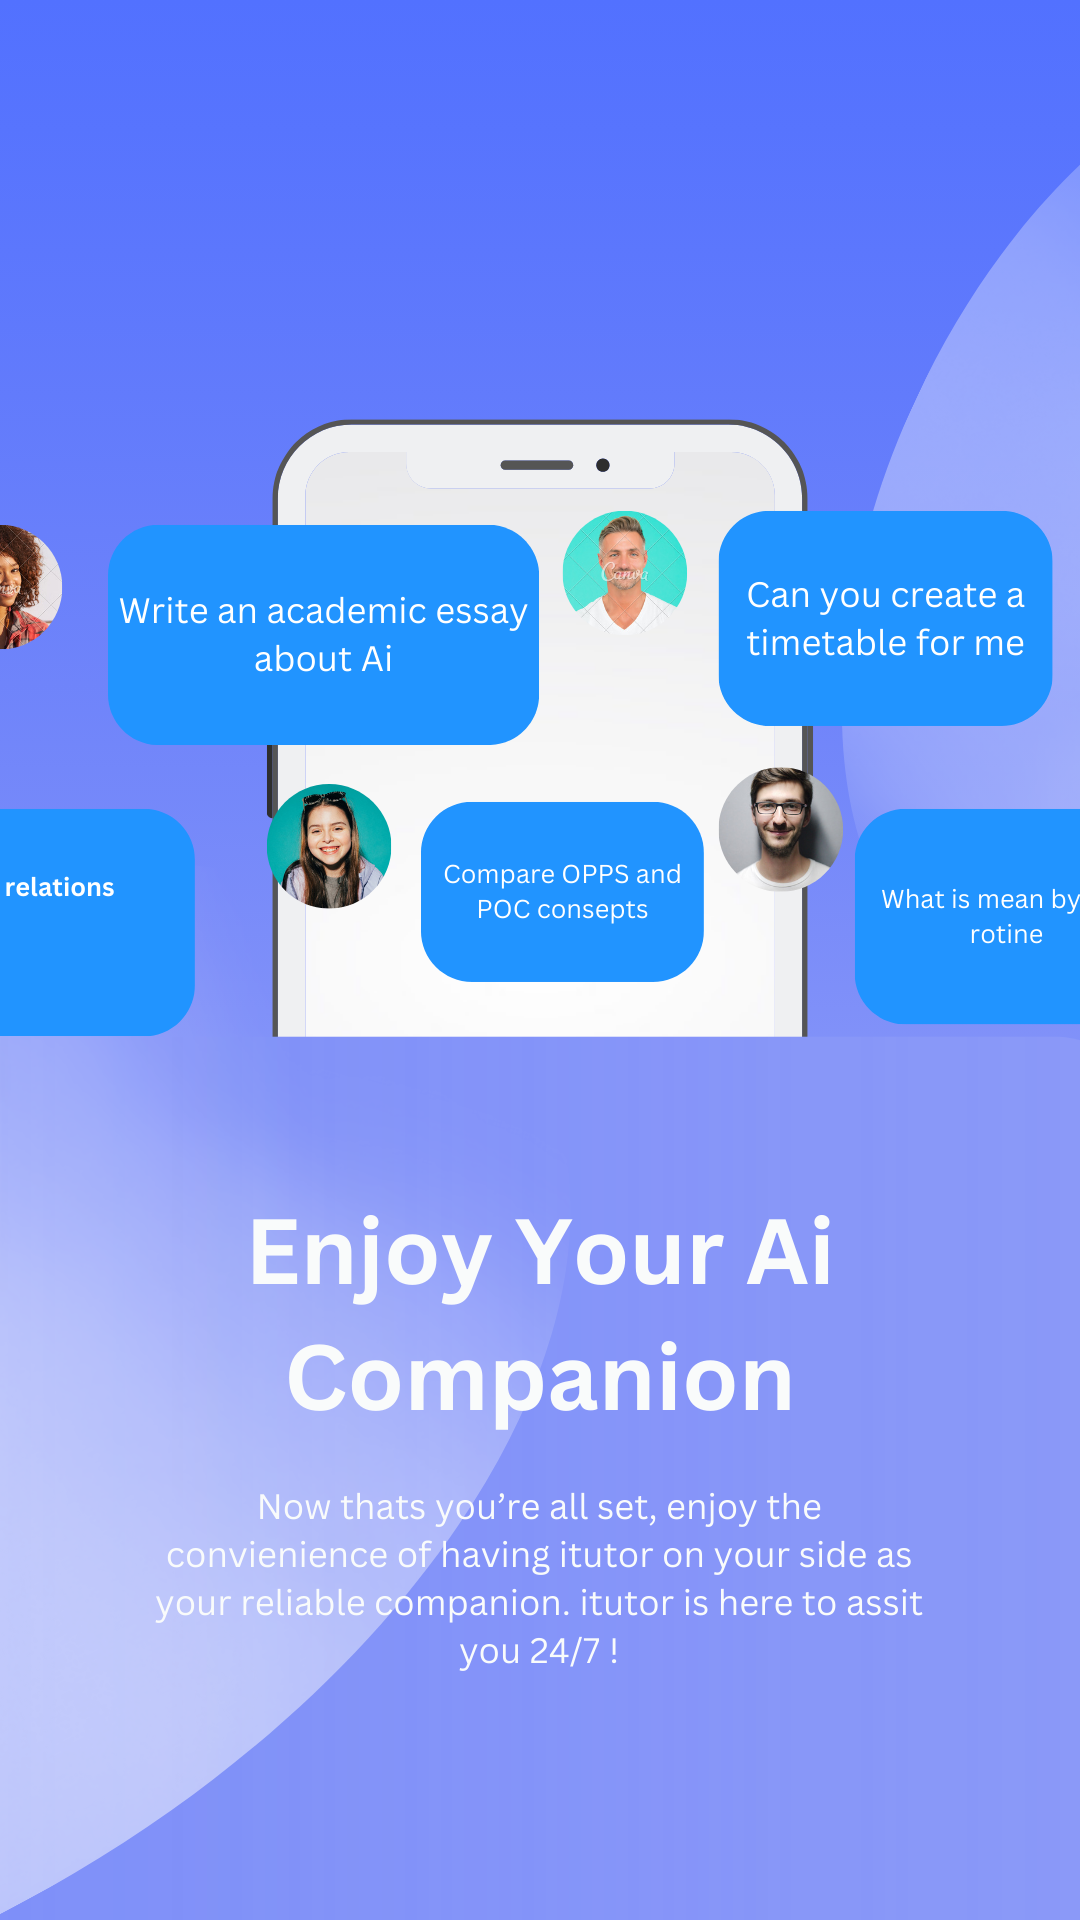 Write an academic essay
about Ai
Canva
Can you create a
timetable for me
relations
Compare OPPS and
POC consepts
What is mean by
rotine
Enjoy Your Ai
Companion
Now thats you’re all set, enjoy the
convienience of having itutor on your side as
your reliable companion. itutor is here to assit
you 24/7 !